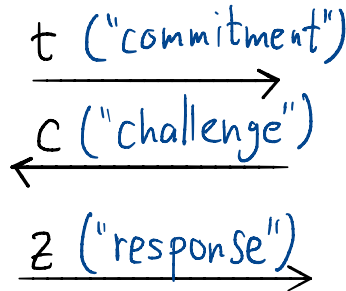 t ("commitment")
c ("challenge")
z ("response")